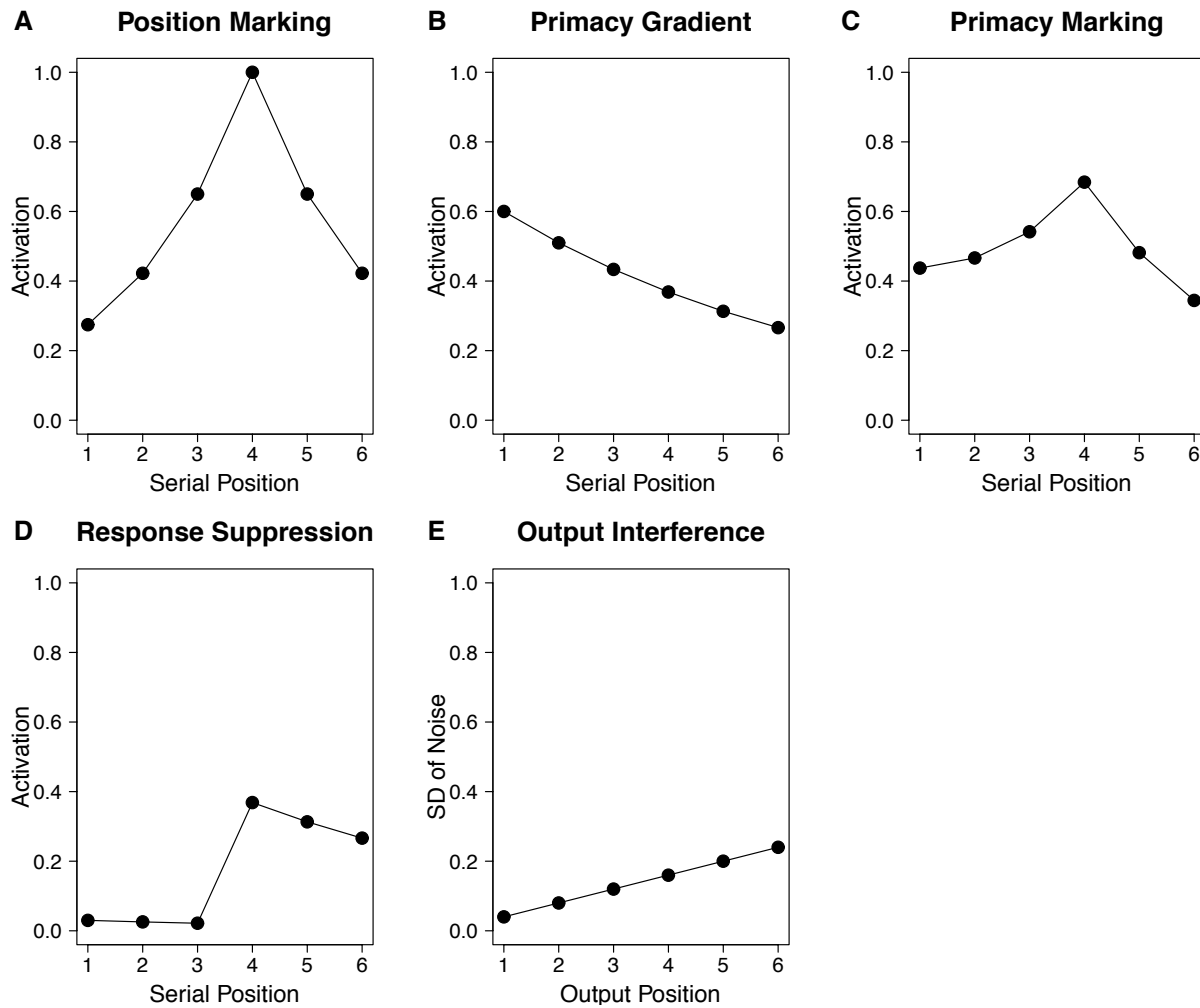 A Position Marking
1.0
0.8
0.6
0.4
0.2
0.0
Activation
1 2 3 4 5 6
Serial Position
B Primacy Gradient
1.0
0.8
0.6
0.4
0.2
0.0
Activation
1 2 3 4 5 6
Serial Position
C Primacy Marking
1.0
0.8
0.6
0.4
0.2
0.0
Activation
1 2 3 4 5 6
Serial Position
D Response Suppression
1.0
0.8
0.6
0.4
0.2
0.0
Activation
1 2 3 4 5 6
Serial Position
E Output Interference
1.0
0.8
0.6
0.4
0.2
0.0
SD of Noise
1 2 3 4 5 6
Output Position